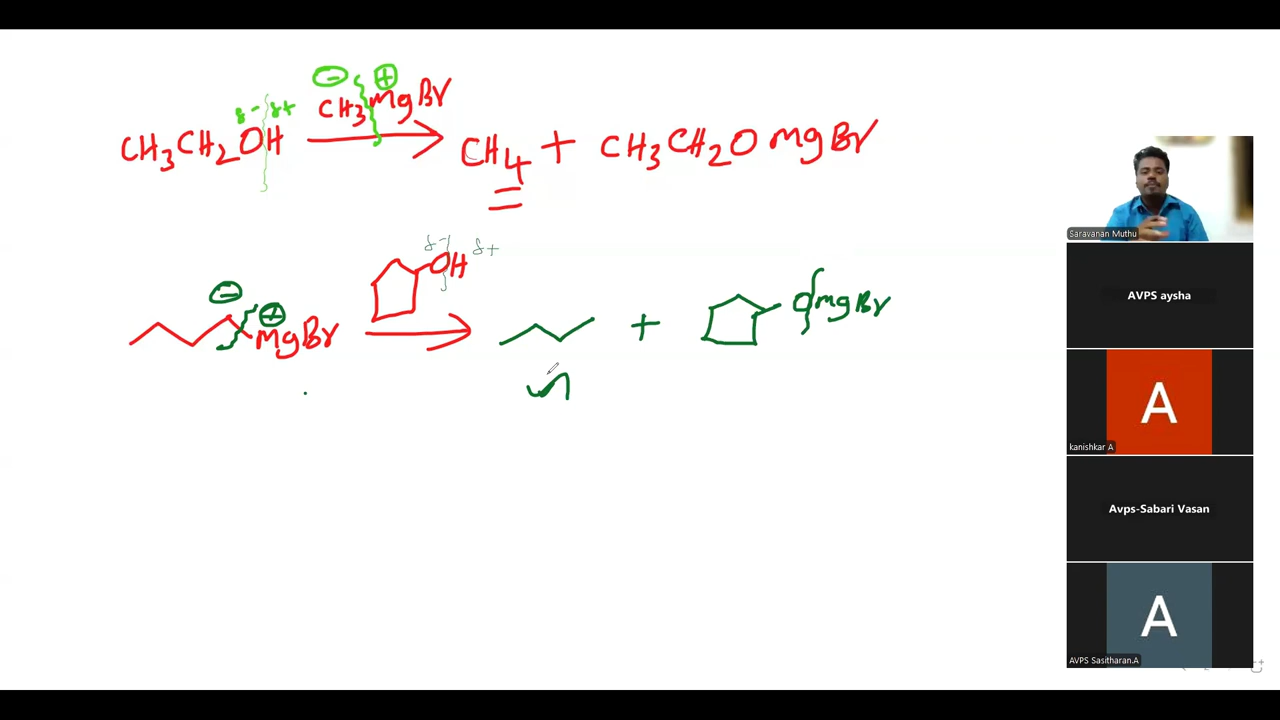 δ- δ+ ⊖ ⊕
CH3CH2OH CH3MgBr → CH4 + CH3CH2OMgBr
δ- δ+
OH
⊖ ⊕
MgBr → + OMgBr
Saravanan Muthu
AVPS aysha
A
kanishkar A
Avps-Sabari Vasan
A
AVPS Sasitharan.A